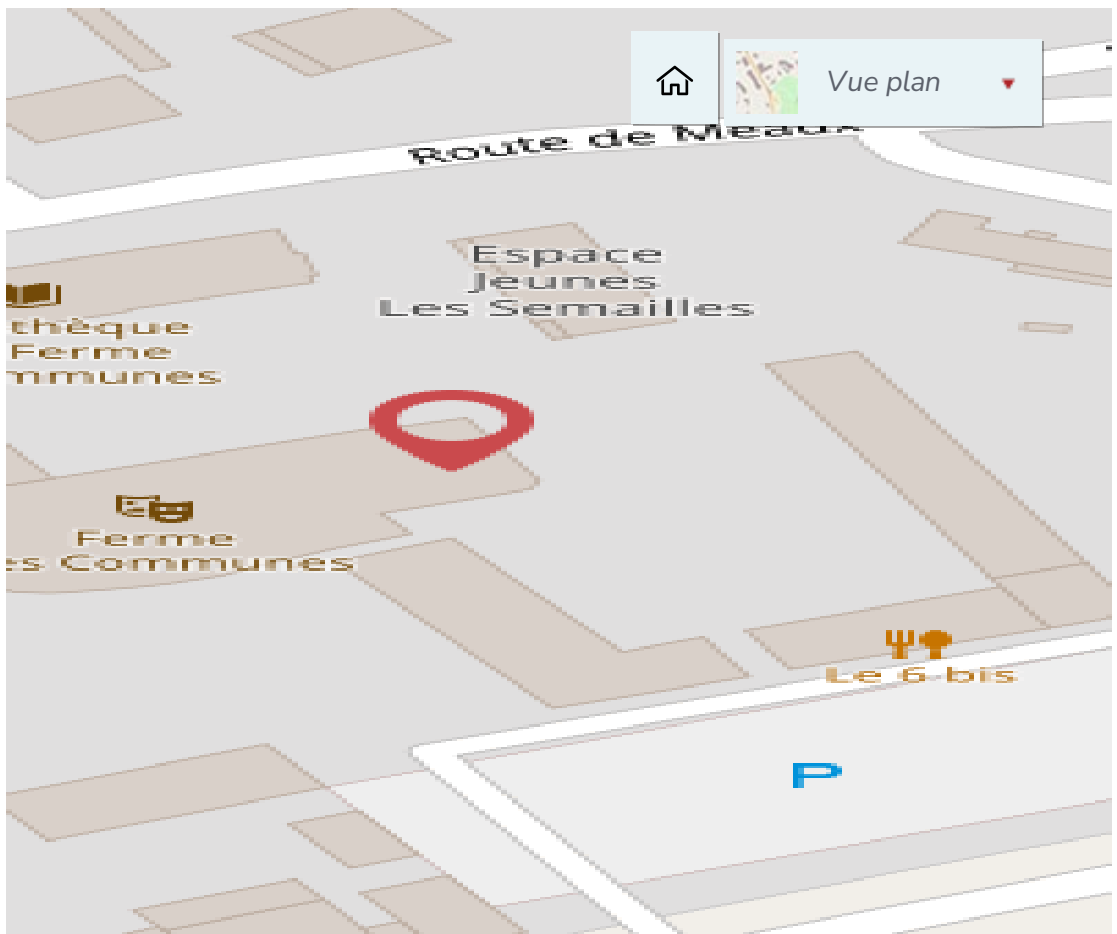 Vue plan
Route de Meaux
Espace
Jeunes
Les Semailles
thèque
Ferme
mmunes
Ferme
es Communes
Le 6 bis
P